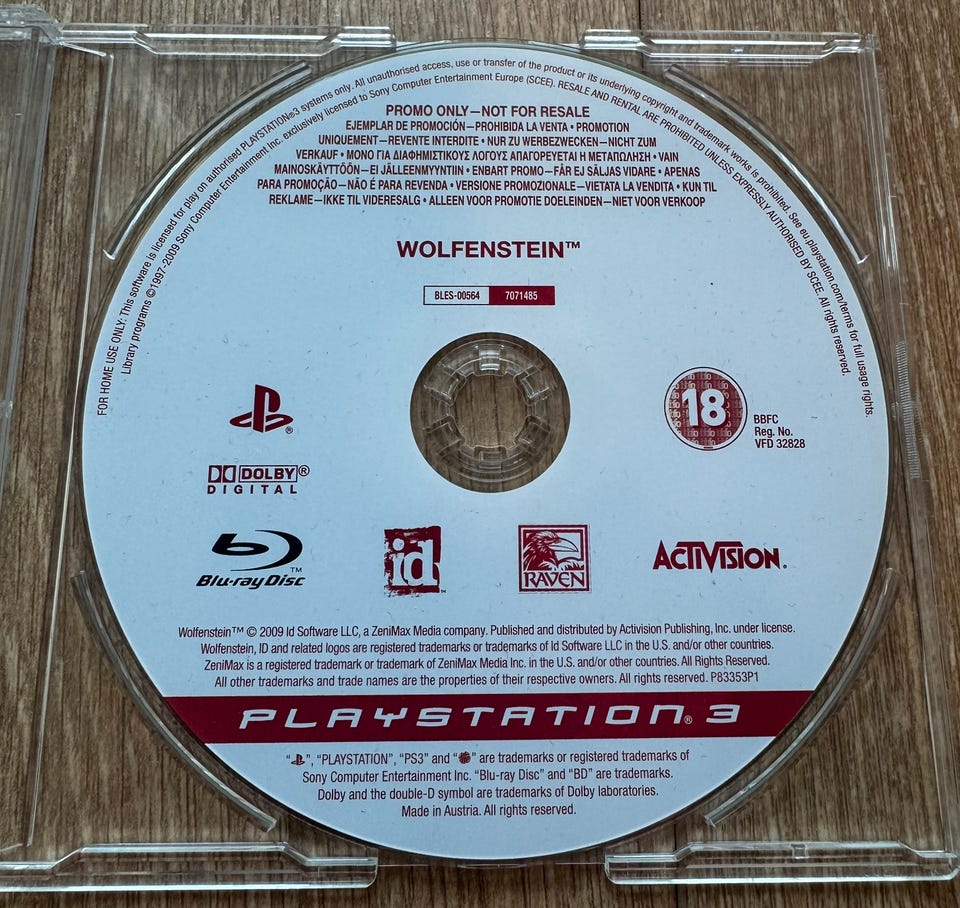 FOR HOME USE ONLY: This software is licensed for play on authorised PLAYSTATION®3 systems only. All unauthorised access, use or transfer of the product or its underlying copyright and trademark works is prohibited. See eu.playstation.com/terms for full usage rights.
Library programs ©1997-2009 Sony Computer Entertainment Inc. exclusively licensed to Sony Computer Entertainment Europe (SCEE). RESALE AND RENTAL ARE PROHIBITED UNLESS EXPRESSLY AUTHORISED BY SCEE. All rights reserved.
PROMO ONLY—NOT FOR RESALE
EJEMPLAR DE PROMOCIÓN—PROHIBIDA LA VENTA • PROMOTION
UNIQUEMENT—REVENTE INTERDITE • NUR ZU WERBEZWECKEN—NICHT ZUM
VERKAUF • ΜΟΝΟ ΓΙΑ ΔΙΑΦΗΜΙΣΤΙΚΟΥΣ ΛΟΓΟΥΣ ΑΠΑΓΟΡΕΥΕΤΑΙ Η ΜΕΤΑΠΩΛΗΣΗ • VAIN
MAINOSKÄYTTÖÖN—EI JÄLLEENMYYNTIIN • ENBART PROMO—FÅR EJ SÄLJAS VIDARE • APENAS
PARA PROMOÇÃO—NÃO É PARA REVENDA • VERSIONE PROMOZIONALE—VIETATA LA VENDITA • KUN TIL
REKLAME—IKKE TIL VIDERESALG • ALLEEN VOOR PROMOTIE DOELEINDEN—NIET VOOR VERKOOP
WOLFENSTEIN™
BLES-00564 7071485
18
BBFC
Reg. No.
VFD 32828
DOLBY®
DIGITAL
Blu-ray Disc™
id™
RAVEN
ACTIVISION®
Wolfenstein™ © 2009 Id Software LLC, a ZeniMax Media company. Published and distributed by Activision Publishing, Inc. under license.
Wolfenstein, ID and related logos are registered trademarks or trademarks of Id Software LLC in the U.S. and/or other countries.
ZeniMax is a registered trademark or trademark of ZeniMax Media Inc. in the U.S. and/or other countries. All Rights Reserved.
All other trademarks and trade names are the properties of their respective owners. All rights reserved. P83353P1
PLAYSTATION®3
“PS”, “PLAYSTATION”, “PS3” and “ ” are trademarks or registered trademarks of
Sony Computer Entertainment Inc. “Blu-ray Disc” and “BD” are trademarks.
Dolby and the double-D symbol are trademarks of Dolby laboratories.
Made in Austria. All rights reserved.